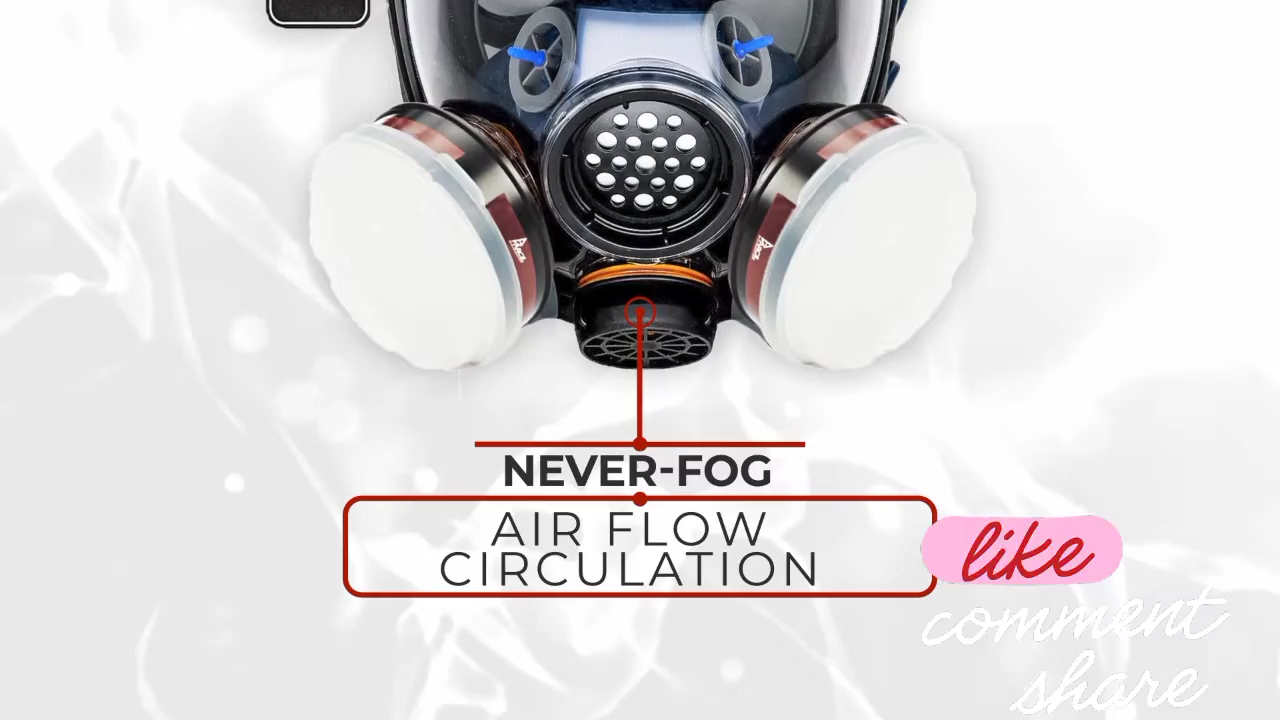 NEVER-FOG
AIR FLOW
CIRCULATION
like
comment
share